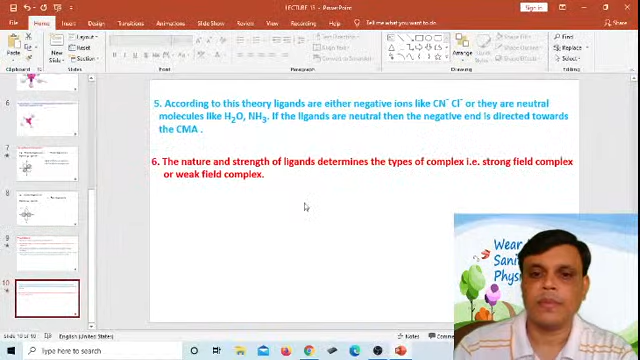 LECTURE 15 - PowerPoint
Sign in
File Home Insert Design Transitions Animations Slide Show Review View Help Tell me what you want to do
Paste
New
Slide
Layout
Reset
Section
Arrange
Find
Replace
Select
Clipboard Slides Font Paragraph Drawing Editing
5. According to this theory ligands are either negative ions like CN⁻ Cl⁻ or they are neutral
molecules like H₂O, NH₃. If the ligands are neutral then the negative end is directed towards
the CMA .
6. The nature and strength of ligands determines the types of complex i.e. strong field complex
or weak field complex.
6
7
8
9
10
Wear
Sani
Physi
Slide 10 of 10 English (United States) Notes
Type here to search